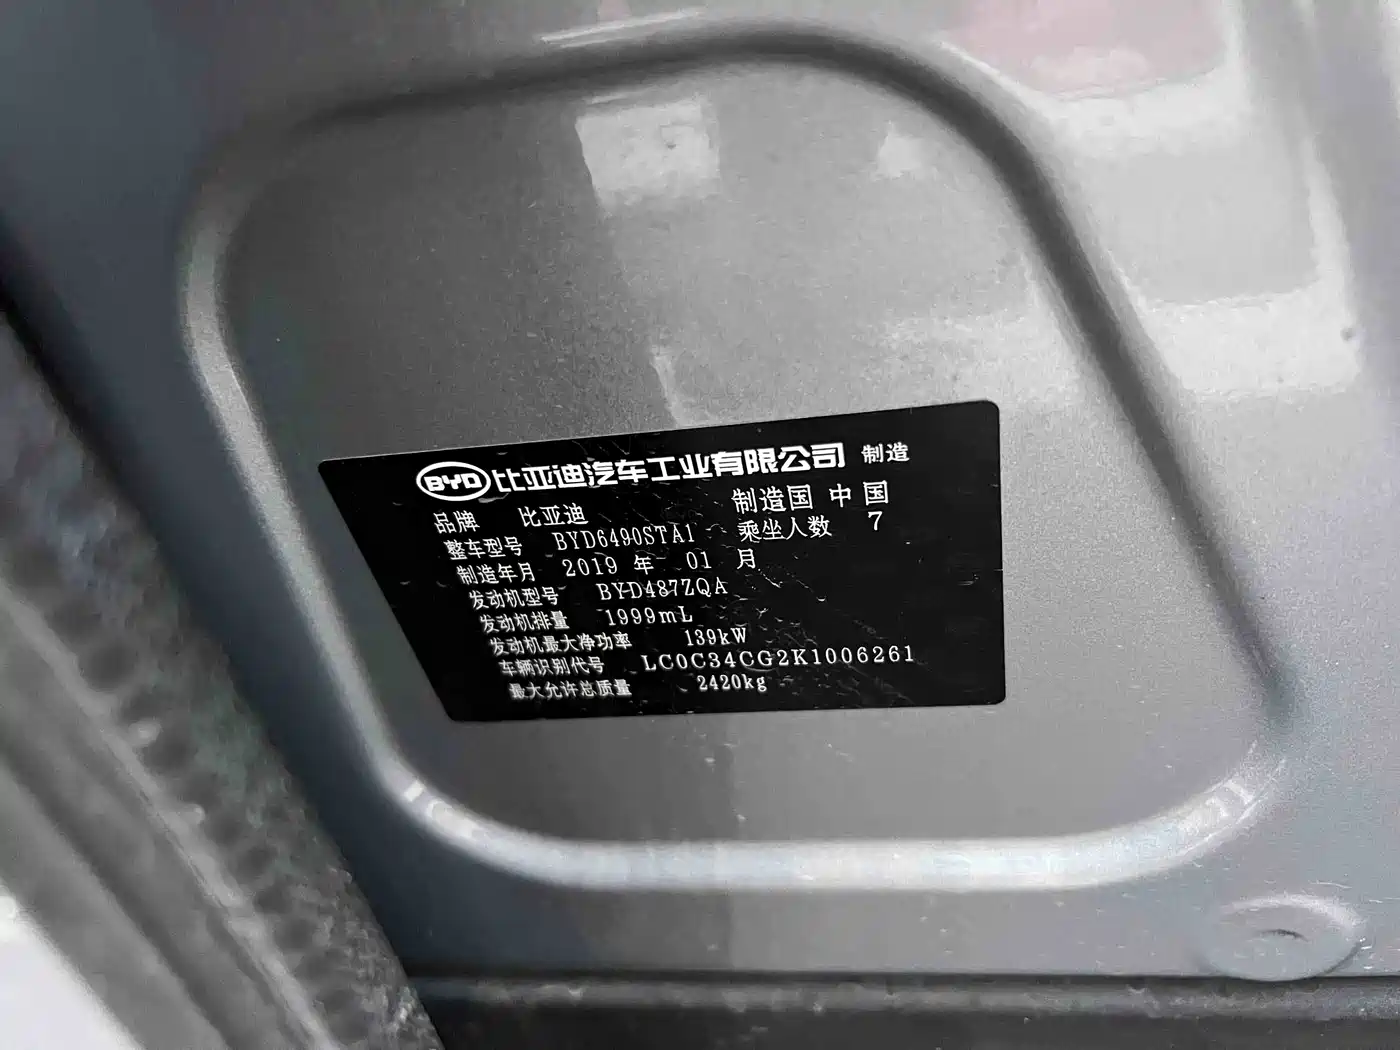 BYD 比亚迪汽车工业有限公司 制造
品牌 比亚迪 制造国 中国
整车型号 BYD6490STA1 乘坐人数 7
制造年月 2019 年 01 月
发动机型号 BYD487ZQA
发动机排量 1999mL
发动机最大净功率 139kW
车辆识别代号 LC0C34CG2K1006261
最大允许总质量 2420kg